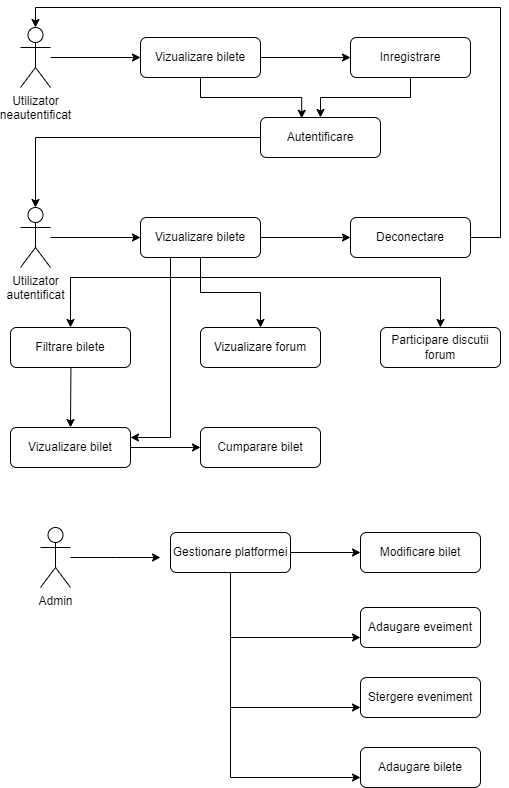 Vizualizare bilete
Inregistrare
Utilizator
neautentificat
Autentificare
Vizualizare bilete
Deconectare
Utilizator
autentificat
Filtrare bilete
Vizualizare forum
Participare discutii
forum
Vizualizare bilet
Cumparare bilet
Gestionare platformei
Modificare bilet
Admin
Adaugare eveiment
Stergere eveniment
Adaugare bilete